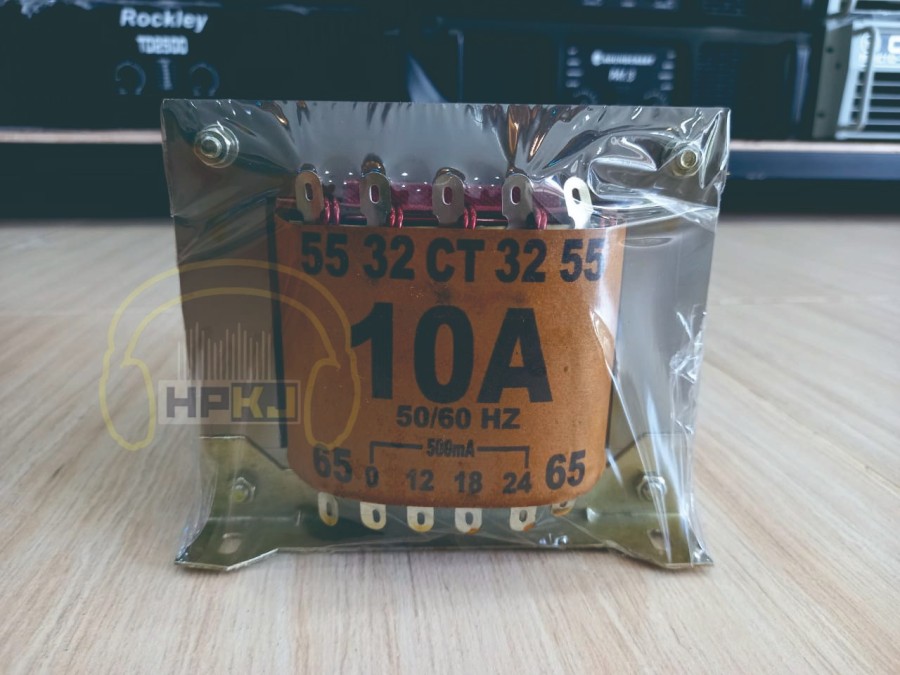 Rockley
TD2500
55 32 CT 32 55
10A
50/60 HZ
500mA
65 0 12 18 24 65
HPKJ